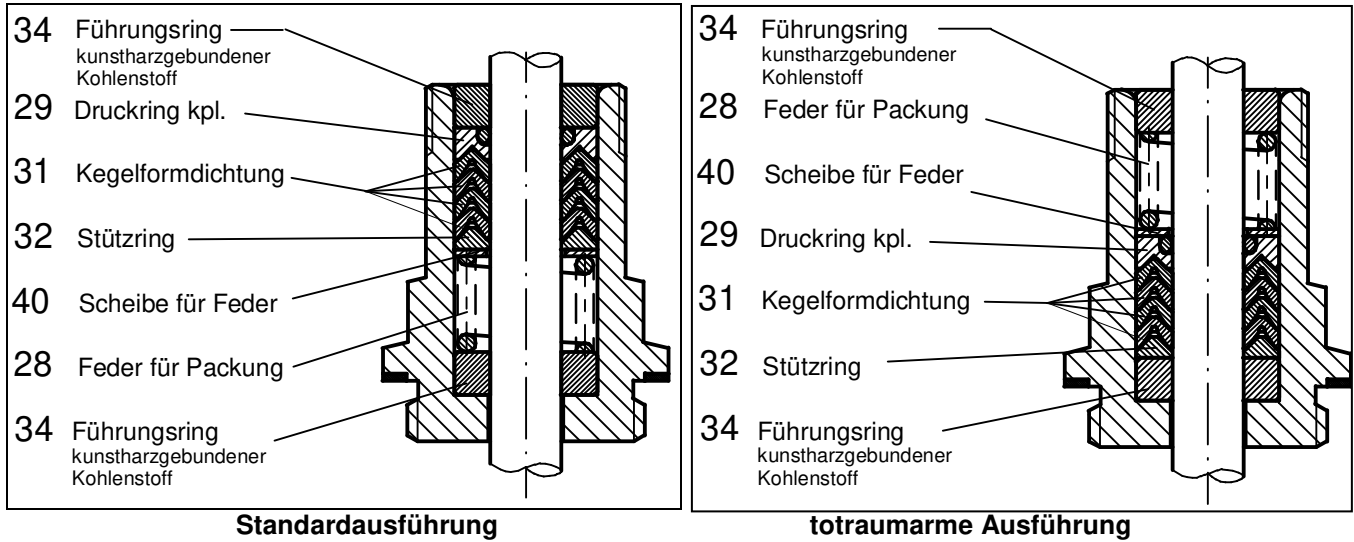 34 Führungsring
kunstharzgebundener
Kohlenstoff
29 Druckring kpl.
31 Kegelformdichtung
32 Stützring
40 Scheibe für Feder
28 Feder für Packung
34 Führungsring
kunstharzgebundener
Kohlenstoff
Standardausführung
34 Führungsring
kunstharzgebundener
Kohlenstoff
28 Feder für Packung
40 Scheibe für Feder
29 Druckring kpl.
31 Kegelformdichtung
32 Stützring
34 Führungsring
kunstharzgebundener
Kohlenstoff
totraumarme Ausführung